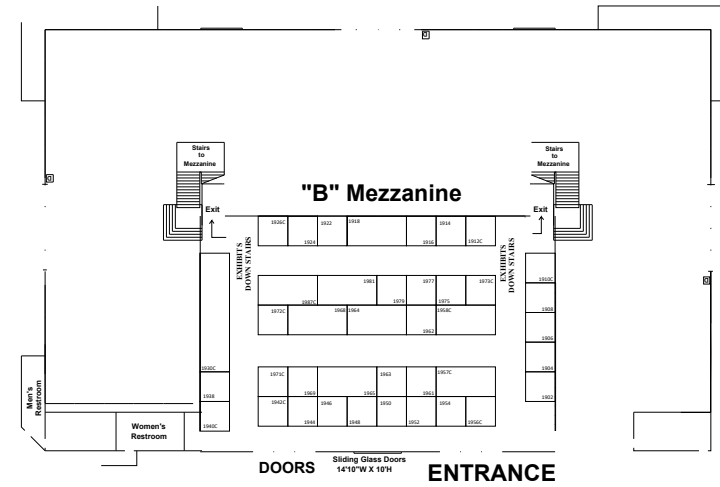 Stairs
to
Mezzanine
Stairs
to
Mezzanine
"B" Mezzanine
Exit
Exit
EXHIBITS
DOWN STAIRS
EXHIBITS
DOWN STAIRS
1926C
1924
1922
1918
1916
1914
1912C
1987C
1981
1979
1977
1975
1973C
1972C
1968
1964
1962
1958C
1910C
1908
1906
1904
1902
1930C
1938
1940C
1971C
1969
1965
1963
1961
1957C
1942C
1944
1946
1948
1950
1952
1954
1956C
Men's
Restroom
Women's
Restroom
DOORS
Sliding Glass Doors
14'10"W X 10'H
ENTRANCE